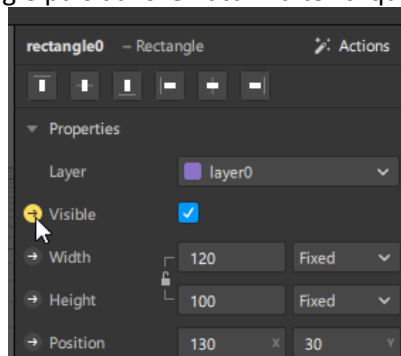 rectangle0 – Rectangle Actions
Properties
Layer layer0
Visible
Width 120 Fixed
Height 100 Fixed
Position 130 X 30 Y